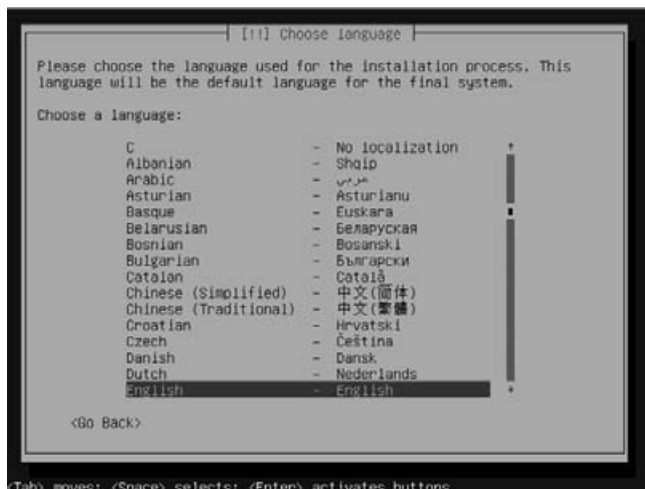 [!!] Choose language
Please choose the language used for the installation process. This
language will be the default language for the final system.
Choose a language:
C - No localization
Albanian - Shqip
Arabic - عربي
Asturian - Asturianu
Basque - Euskara
Belarusian - Беларуская
Bosnian - Bosanski
Bulgarian - Български
Catalan - Català
Chinese (Simplified) - 中文(简体)
Chinese (Traditional) - 中文(繁體)
Croatian - Hrvatski
Czech - Čeština
Danish - Dansk
Dutch - Nederlands
English - English
<Go Back>
<Tab> moves; <Space> selects; <Enter> activates buttons